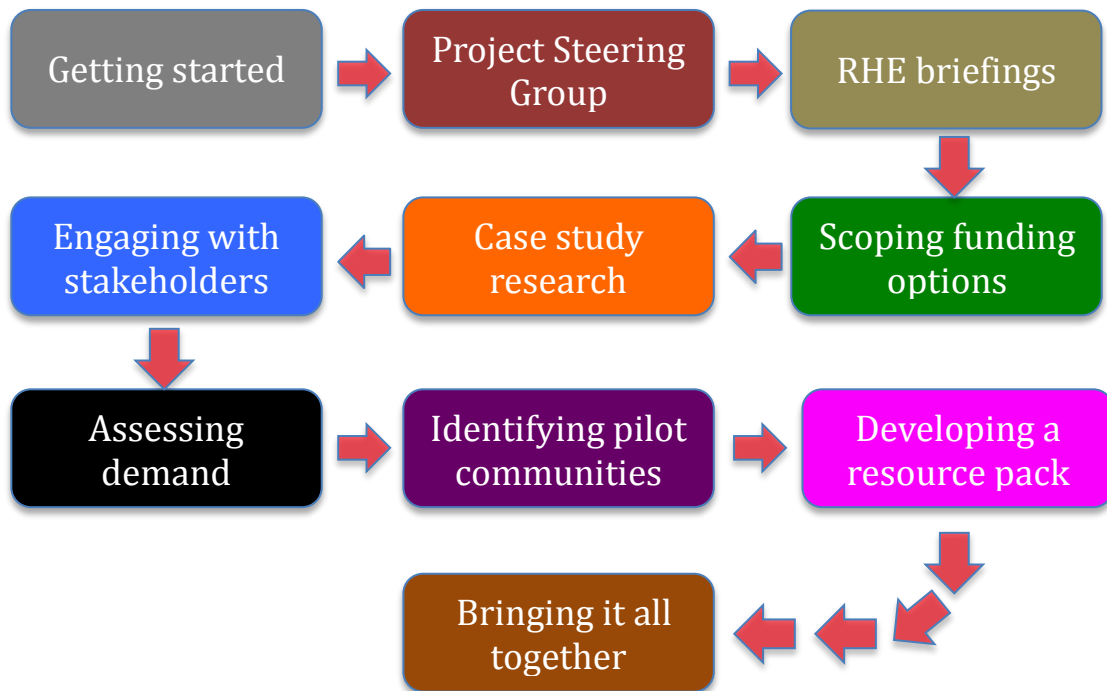 Getting started
Project Steering
Group
RHE briefings
Scoping funding
options
Case study
research
Engaging with
stakeholders
Assessing
demand
Identifying pilot
communities
Developing a
resource pack
Bringing it all
together